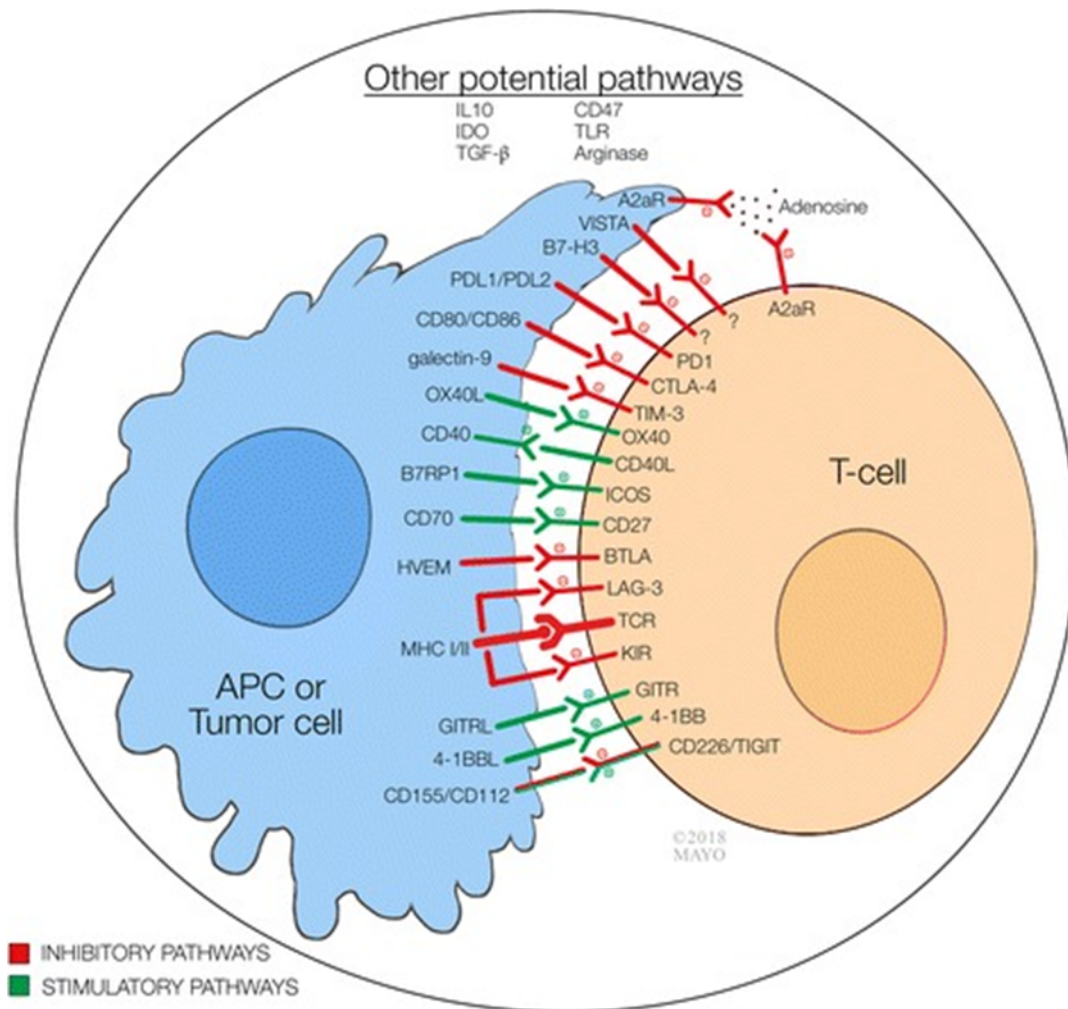 Other potential pathways
IL10 CD47
IDO TLR
TGF-β Arginase
A2aR
Adenosine
VISTA
B7-H3
PDL1/PDL2
A2aR
?
CD80/CD86
?
galectin-9
PD1
CTLA-4
OX40L
TIM-3
CD40
OX40
CD40L
B7RP1
T-cell
ICOS
CD70
CD27
HVEM
BTLA
LAG-3
TCR
MHC I/II
KIR
APC or
Tumor cell
GITR
GITRL
4-1BB
4-1BBL
CD226/TIGIT
CD155/CD112
©2018
MAYO
INHIBITORY PATHWAYS
STIMULATORY PATHWAYS